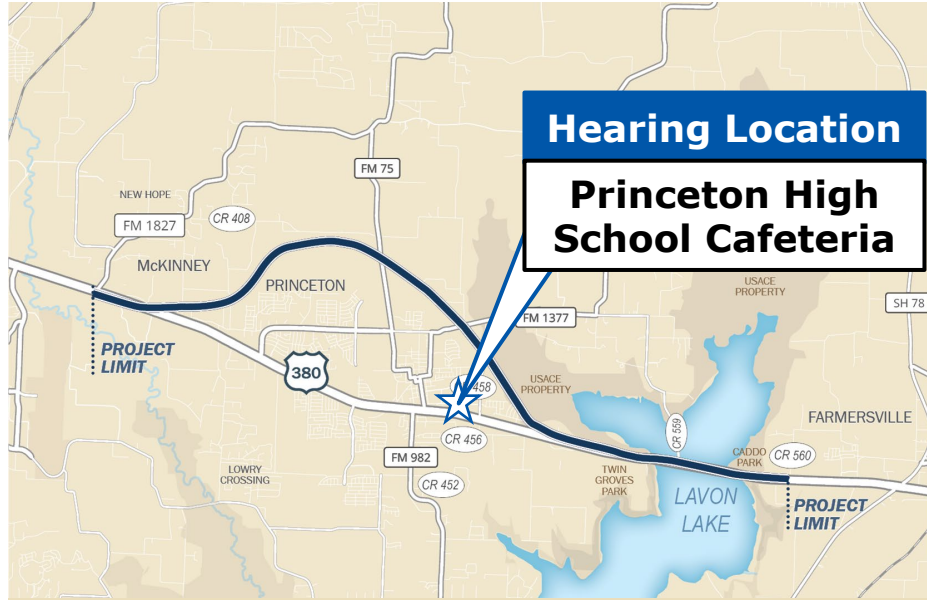 Hearing Location
Princeton High
School Cafeteria
FM 75
NEW HOPE
CR 408
FM 1827
McKINNEY
PRINCETON
USACE
PROPERTY
SH 78
FM 1377
PROJECT
LIMIT
380
458
USACE
PROPERTY
CR 559
FARMERSVILLE
CR 456
FM 982
CADDO
PARK
CR 560
LOWRY
CROSSING
CR 452
TWIN
GROVES
PARK
LAVON
LAKE
PROJECT
LIMIT